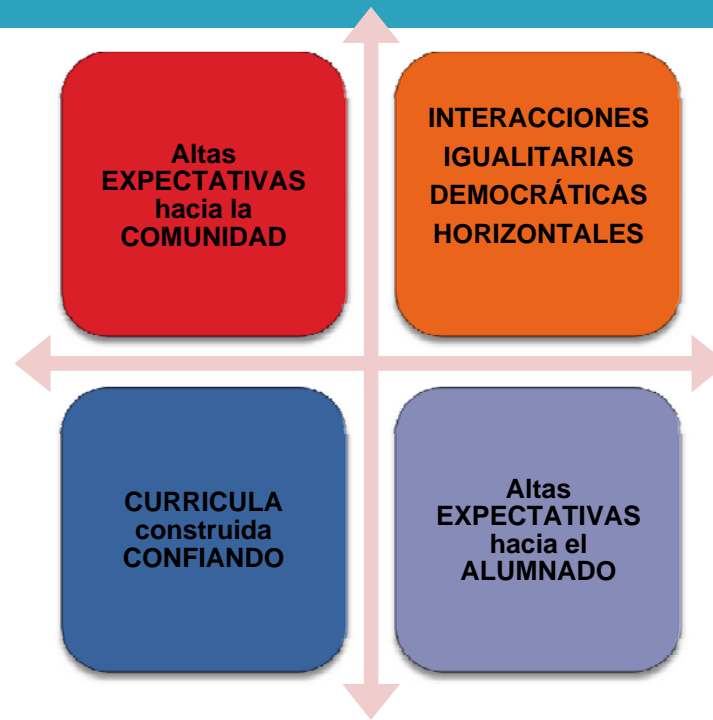 Altas
EXPECTATIVAS
hacia la
COMUNIDAD
INTERACCIONES
IGUALITARIAS
DEMOCRÁTICAS
HORIZONTALES
CURRICULA
construida
CONFIANDO
Altas
EXPECTATIVAS
hacia el
ALUMNADO